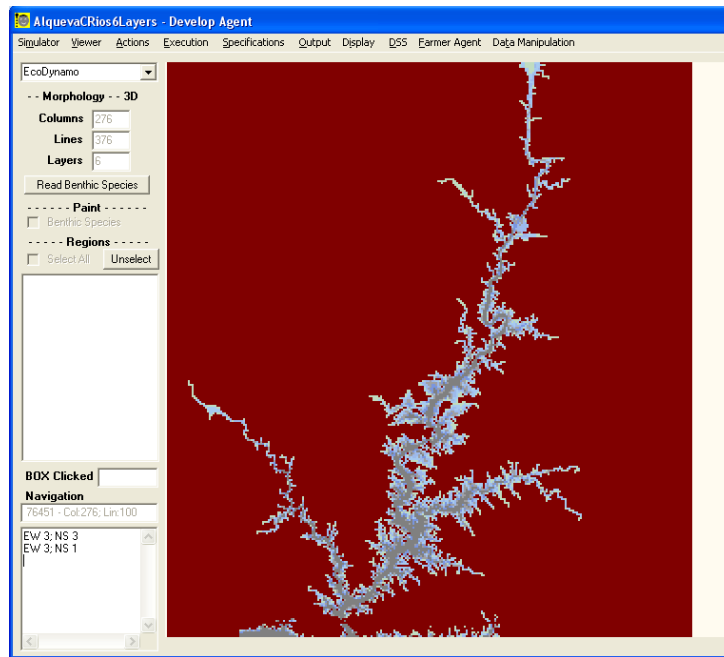 AlquevaCRios6Layers - Develop Agent
Simulator Viewer Actions Execution Specifications Output Display DSS Farmer Agent Data Manipulation
EcoDynamo
- - Morphology - - 3D
Columns 276
Lines 376
Layers 6
Read Benthic Species
- - - - - - Paint - - - - - -
Benthic Species
- - - - - Regions - - - - -
Select All Unselect
BOX Clicked
Navigation
76451 - Col:276; Lin:100
EW 3; NS 3
EW 3; NS 1